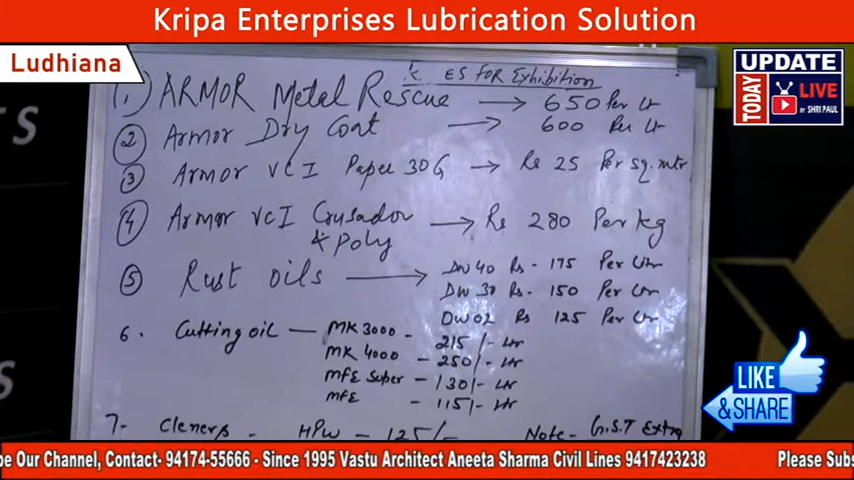 Kripa Enterprises Lubrication Solution
Ludhiana
UPDATE
TODAY
LIVE
BY SHRI PAUL
ES FOR Exhibition
1) ARMOR Metal Rescue → 650 Per Ltr
2 Armor Dry Coat → 600 Per Ltr
3 Armor VCI Paper 30G → Rs 25 Per sq.mtr
4 Armor VCI Crusador → Rs 280 Per kg
& Poly
5 Rust oils → DW 40 Rs - 175 Per Ltr
DW 30 Rs - 150 Per Ltr
DW 02 Rs 125 Per Ltr
6. Cutting oil — MK 3000 - 215/- Ltr
MK 4000 - 250/- Ltr
MFE Super - 130/- Ltr
MFE - 115/- Ltr
7- Cleners - HPW - 125/- Note - G.S.T Extra
LIKE
& SHARE
be Our Channel, Contact- 94174-55666 - Since 1995 Vastu Architect Aneeta Sharma Civil Lines 9417423238 Please Subs